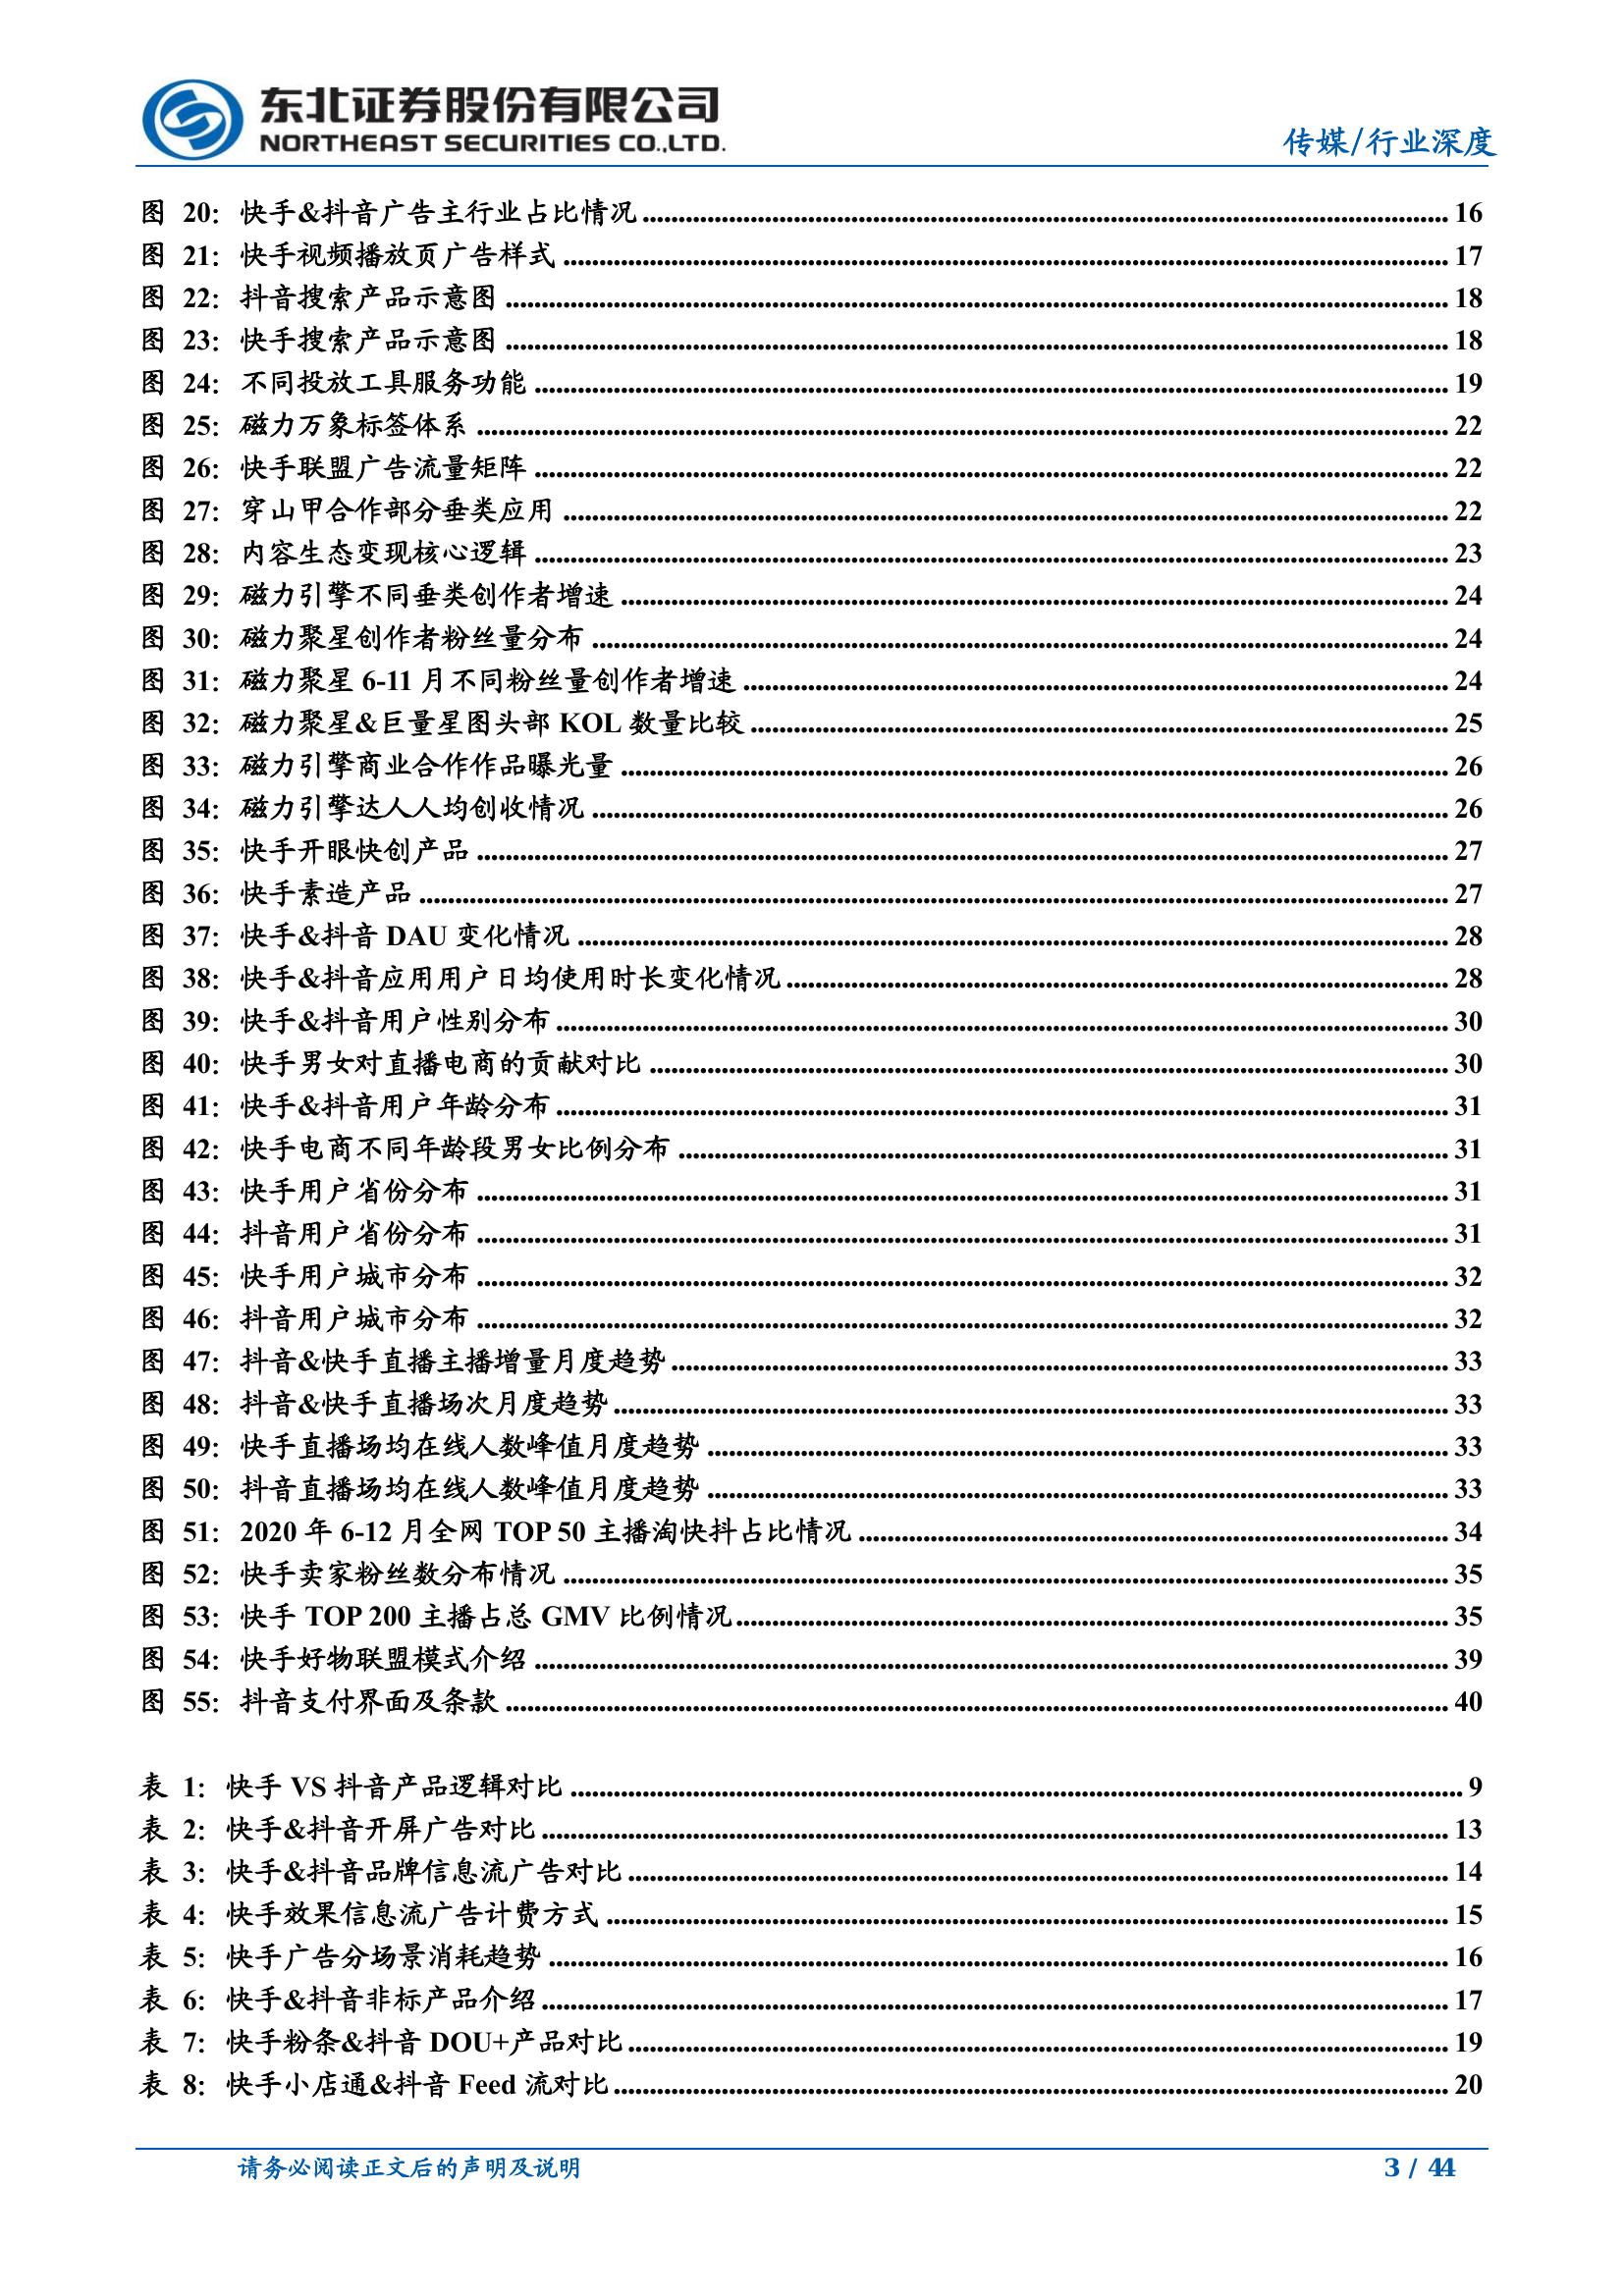 东北证券股份有限公司
NORTHEAST SECURITIES CO.,LTD.
传媒/行业深度
图 20: 快手&抖音广告主行业占比情况 16
图 21: 快手视频播放页广告样式 17
图 22: 抖音搜索产品示意图 18
图 23: 快手搜索产品示意图 18
图 24: 不同投放工具服务功能 19
图 25: 磁力万象标签体系 22
图 26: 快手联盟广告流量矩阵 22
图 27: 穿山甲合作部分垂类应用 22
图 28: 内容生态变现核心逻辑 23
图 29: 磁力引擎不同垂类创作者增速 24
图 30: 磁力聚星创作者粉丝量分布 24
图 31: 磁力聚星 6-11 月不同粉丝量创作者增速 24
图 32: 磁力聚星&巨量星图头部 KOL 数量比较 25
图 33: 磁力引擎商业合作作品曝光量 26
图 34: 磁力引擎达人人均创收情况 26
图 35: 快手开眼快创产品 27
图 36: 快手素造产品 27
图 37: 快手&抖音 DAU 变化情况 28
图 38: 快手&抖音应用用户日均使用时长变化情况 28
图 39: 快手&抖音用户性别分布 30
图 40: 快手男女对直播电商的贡献对比 30
图 41: 快手&抖音用户年龄分布 31
图 42: 快手电商不同年龄段男女比例分布 31
图 43: 快手用户省份分布 31
图 44: 抖音用户省份分布 31
图 45: 快手用户城市分布 32
图 46: 抖音用户城市分布 32
图 47: 抖音&快手直播主播增量月度趋势 33
图 48: 抖音&快手直播场次月度趋势 33
图 49: 快手直播场均在线人数峰值月度趋势 33
图 50: 抖音直播场均在线人数峰值月度趋势 33
图 51: 2020 年 6-12 月全网 TOP 50 主播淘快抖占比情况 34
图 52: 快手卖家粉丝数分布情况 35
图 53: 快手 TOP 200 主播占总 GMV 比例情况 35
图 54: 快手好物联盟模式介绍 39
图 55: 抖音支付界面及条款 40
表 1: 快手 VS 抖音产品逻辑对比 9
表 2: 快手&抖音开屏广告对比 13
表 3: 快手&抖音品牌信息流广告对比 14
表 4: 快手效果信息流广告计费方式 15
表 5: 快手广告分场景消耗趋势 16
表 6: 快手&抖音非标产品介绍 17
表 7: 快手粉条&抖音 DOU+产品对比 19
表 8: 快手小店通&抖音 Feed 流对比 20
请务必阅读正文后的声明及说明
3 / 44